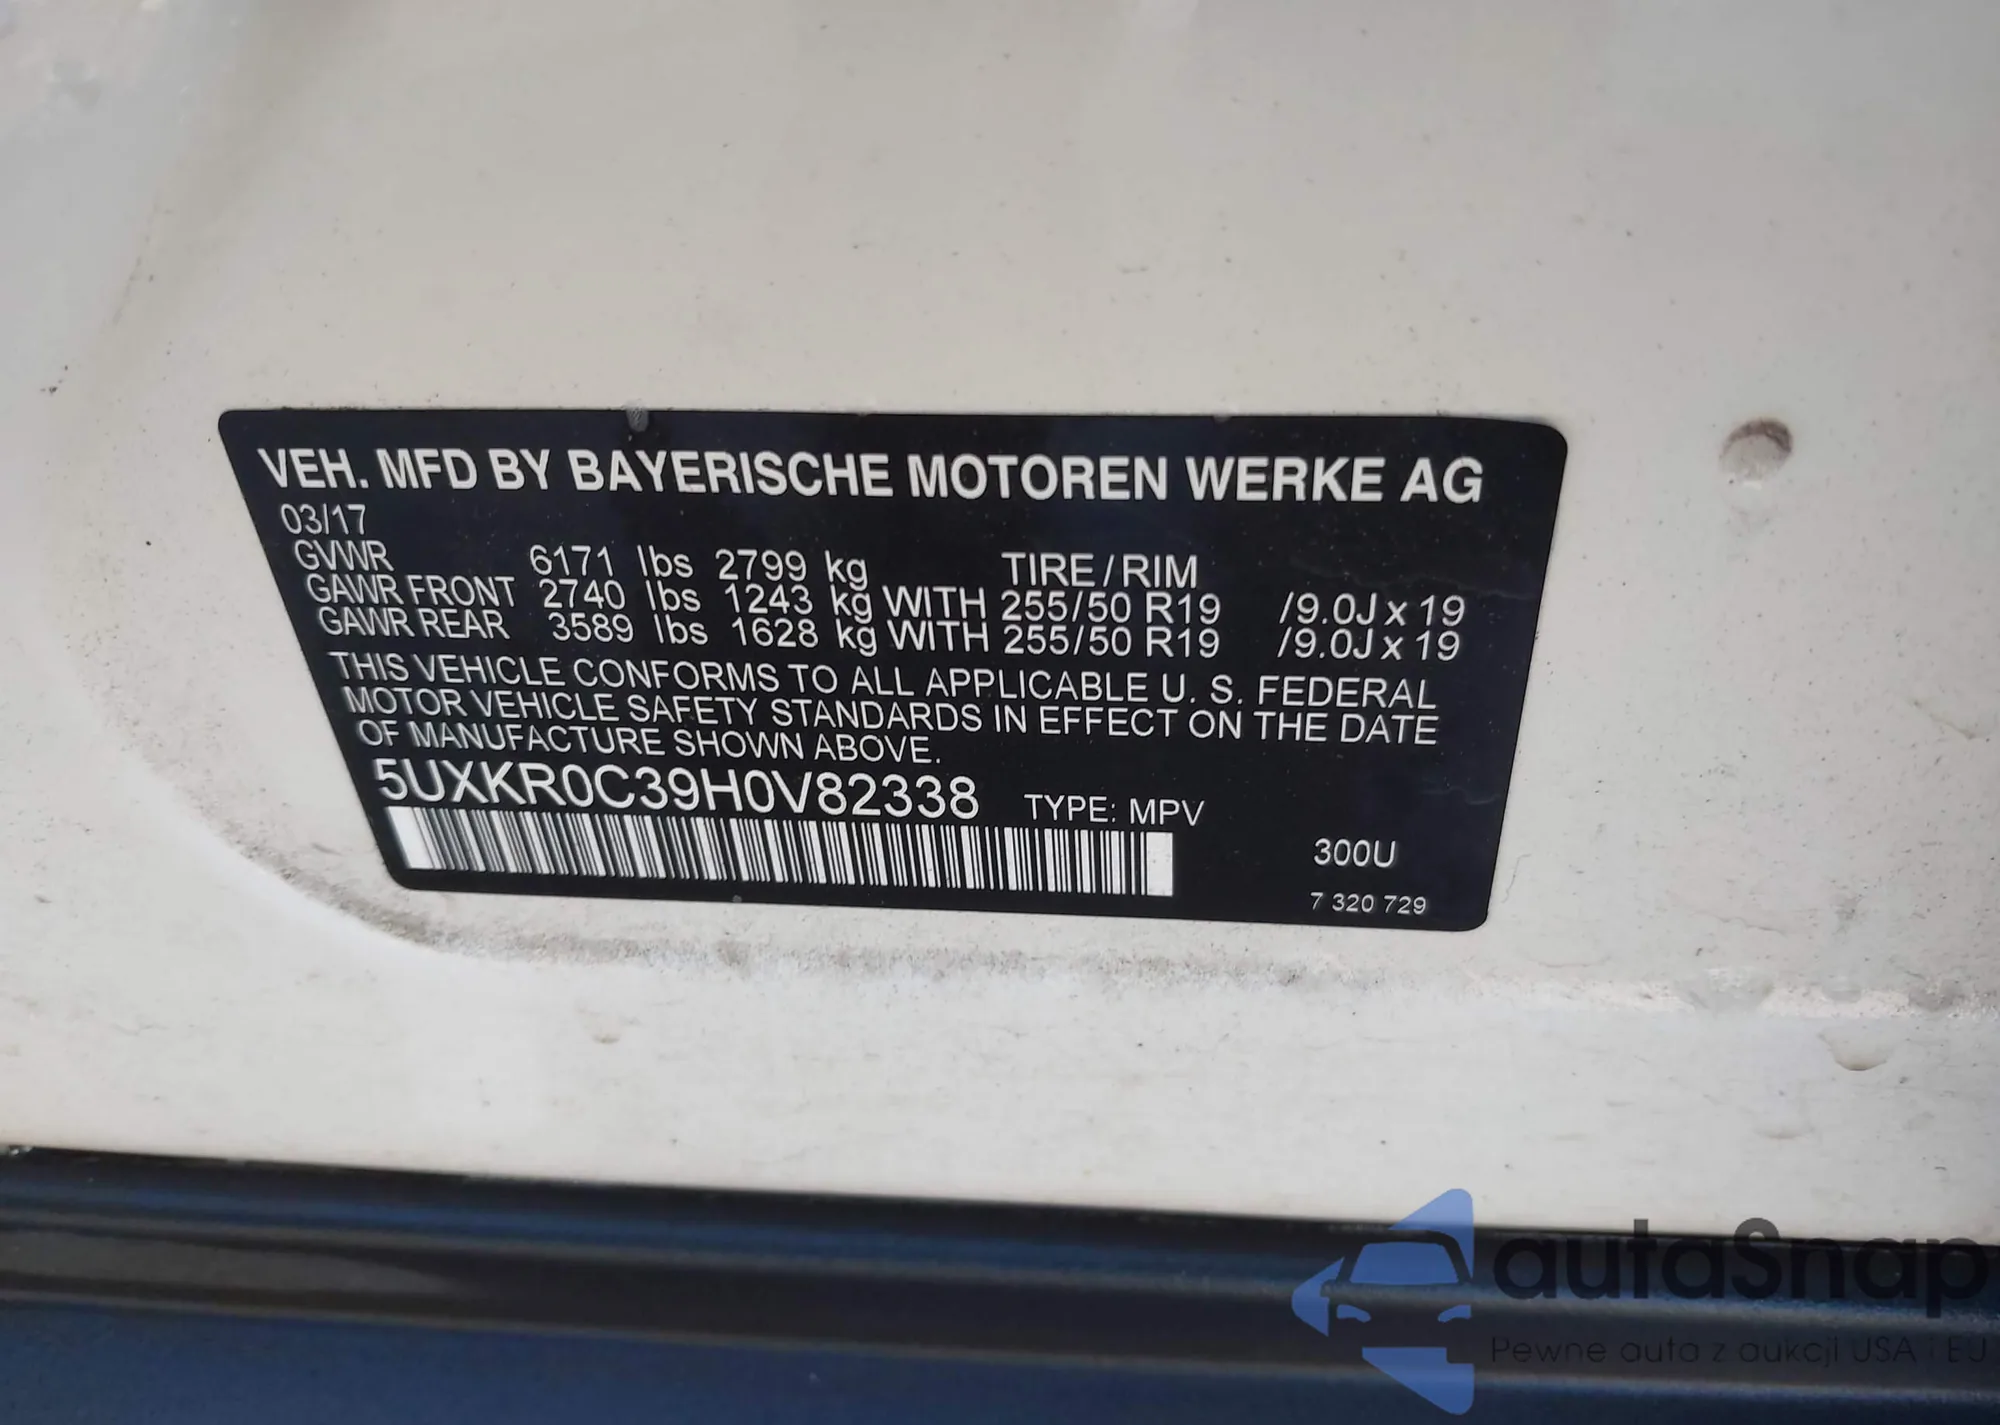 VEH. MFD BY BAYERISCHE MOTOREN WERKE AG
03/17
GVWR 6171 lbs 2799 kg TIRE/RIM
GAWR FRONT 2740 lbs 1243 kg WITH 255/50 R19 /9.0J x 19
GAWR REAR 3589 lbs 1628 kg WITH 255/50 R19 /9.0J x 19
THIS VEHICLE CONFORMS TO ALL APPLICABLE U. S. FEDERAL
MOTOR VEHICLE SAFETY STANDARDS IN EFFECT ON THE DATE
OF MANUFACTURE SHOWN ABOVE.
5UXKR0C39H0V82338 TYPE: MPV
300U
7 320 729
autaSnap
Pewne auta z aukcji USA i EU